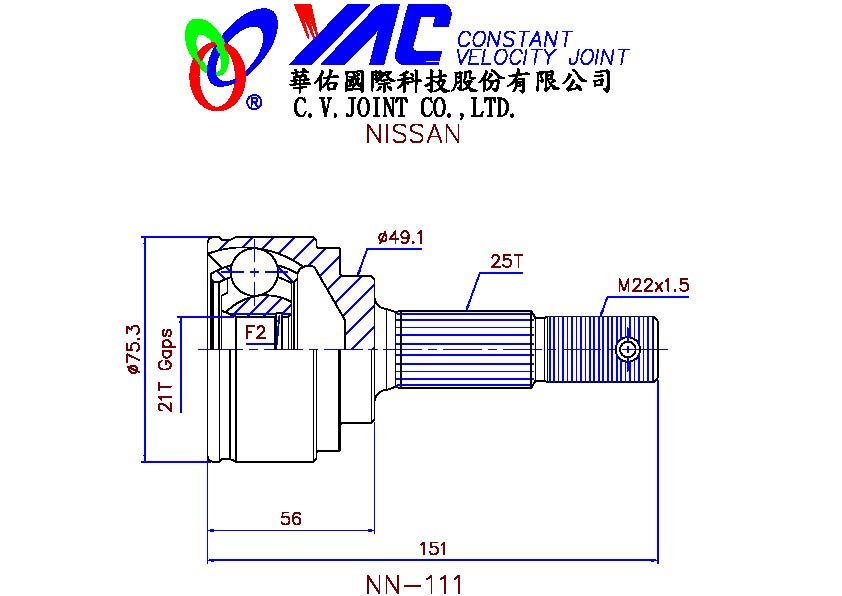 YAC CONSTANT
VELOCITY JOINT
®
華佑國際科技股份有限公司
C.V.JOINT CO.,LTD.
NISSAN
ø49.1
25T
M22x1.5
F2
ø75.3
21T Gaps
56
151
NN-111